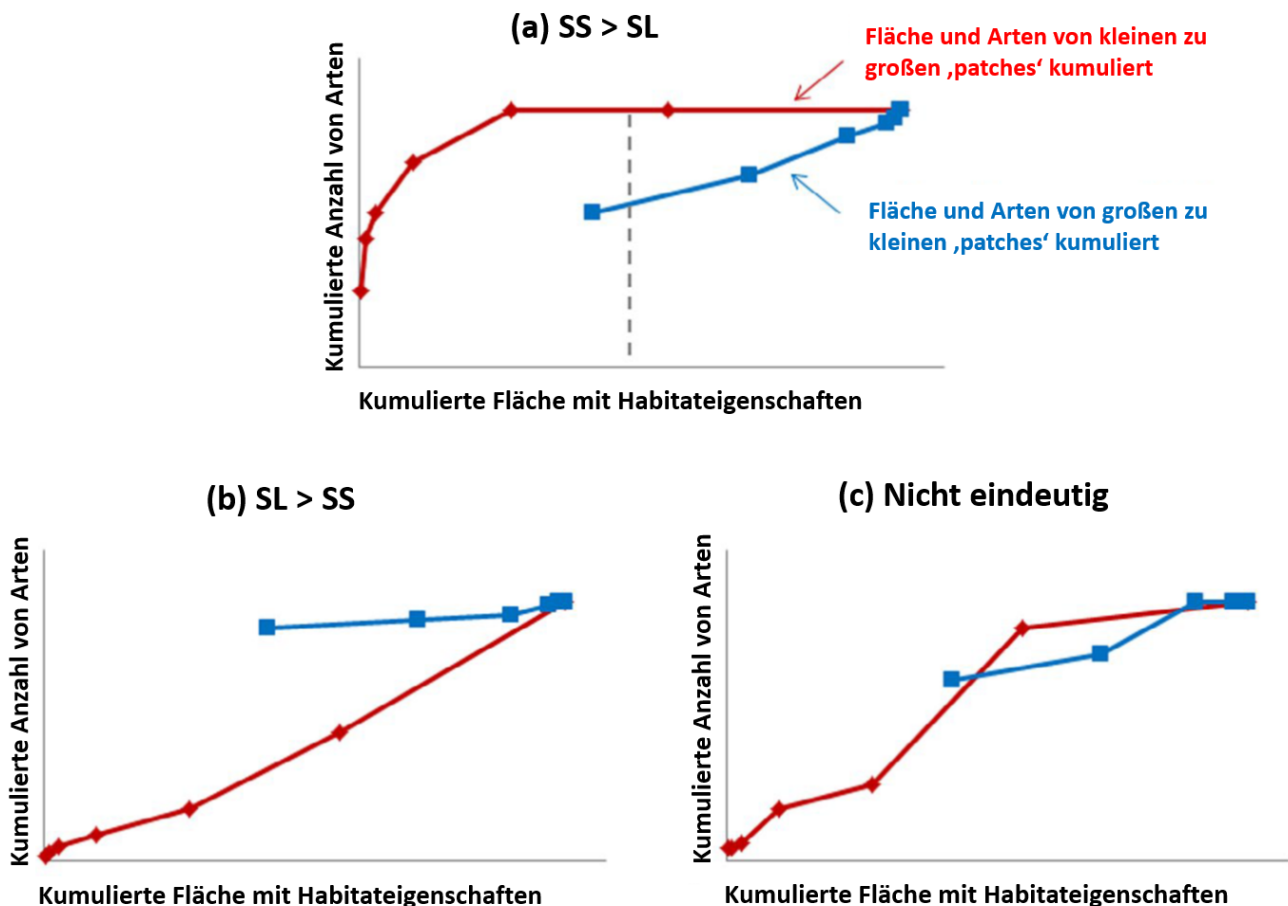 (a) SS > SL
Fläche und Arten von kleinen zu
großen ‚patches‘ kumuliert
Kumulierte Anzahl von Arten
Fläche und Arten von großen zu
kleinen ‚patches‘ kumuliert
Kumulierte Fläche mit Habitateigenschaften
(b) SL > SS
Kumulierte Anzahl von Arten
Kumulierte Fläche mit Habitateigenschaften
(c) Nicht eindeutig
Kumulierte Anzahl von Arten
Kumulierte Fläche mit Habitateigenschaften